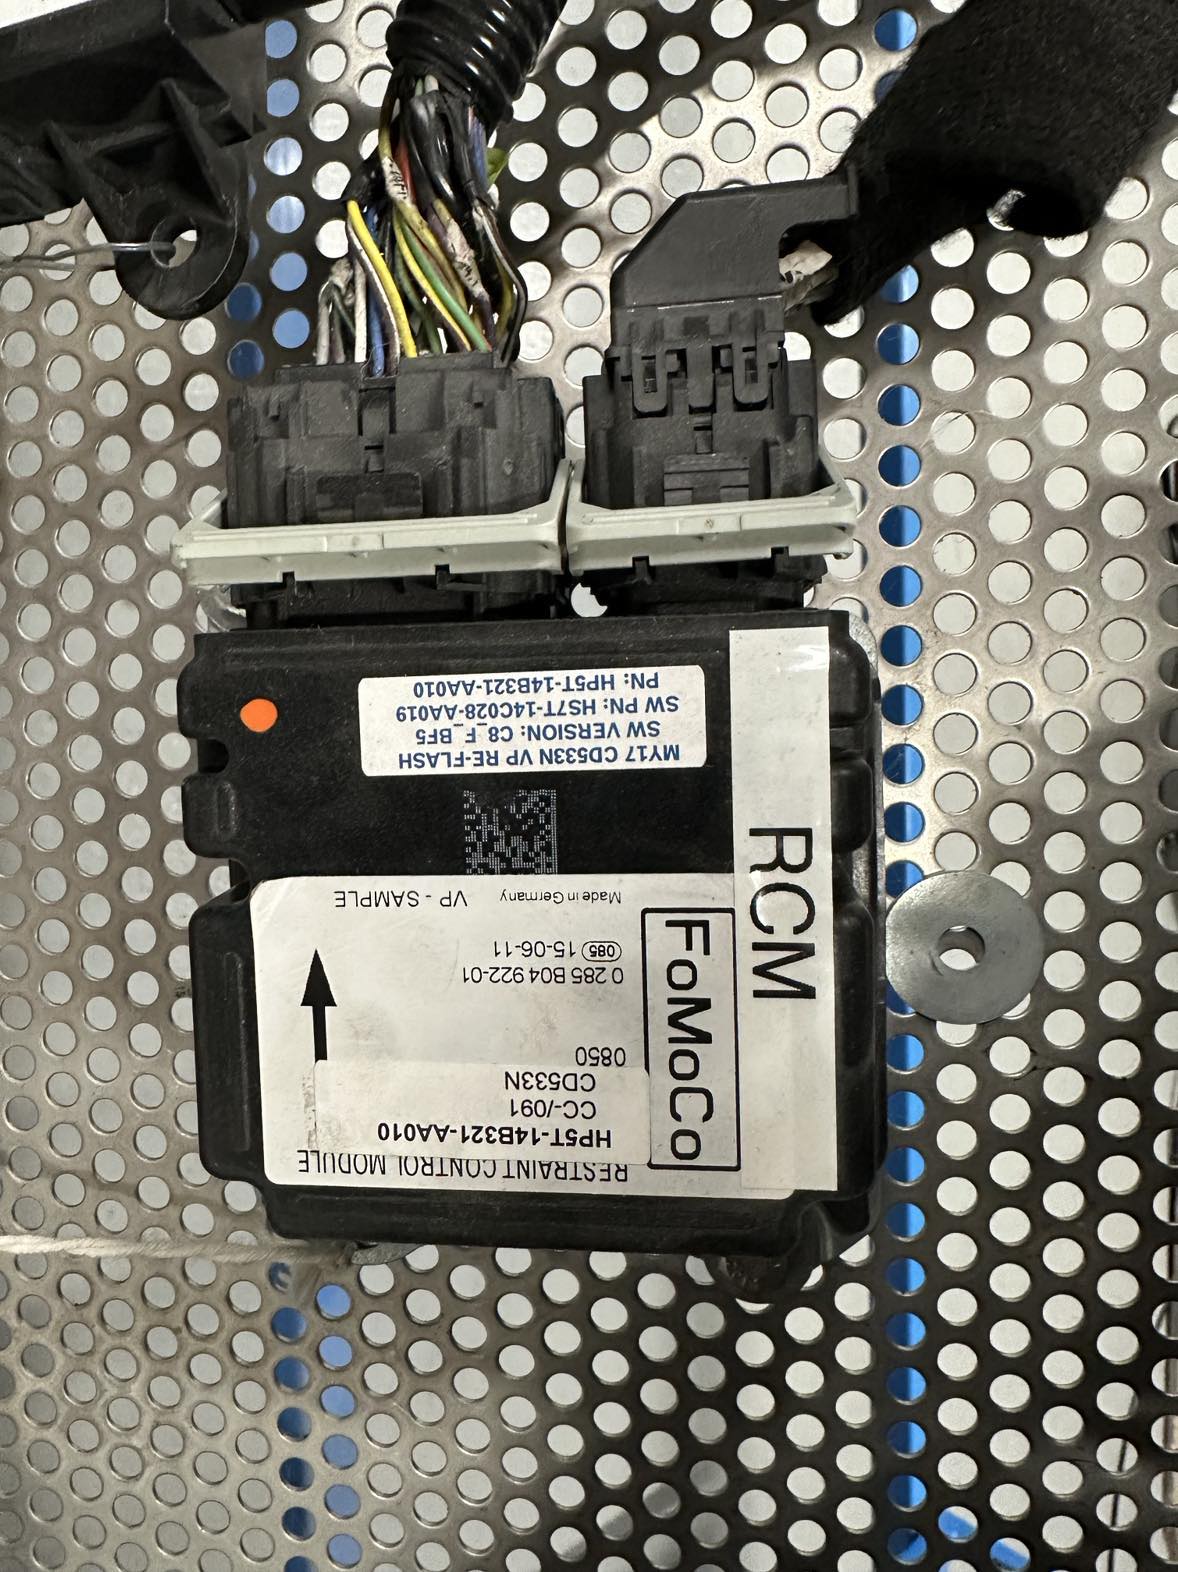 RESTRAINT CONTROL MODULE
HP5T-14B321-AA010
CC-/091
CD533N
0850
0 285 B04 922-01
085 15-06-11
Made in Germany VP - SAMPLE
FoMoCo
RCM
MY17 CD533N VP RE-FLASH
SW VERSION: C8_F_BF5
SW PN: HS7T-14C028-AA019
PN: HP5T-14B321-AA010